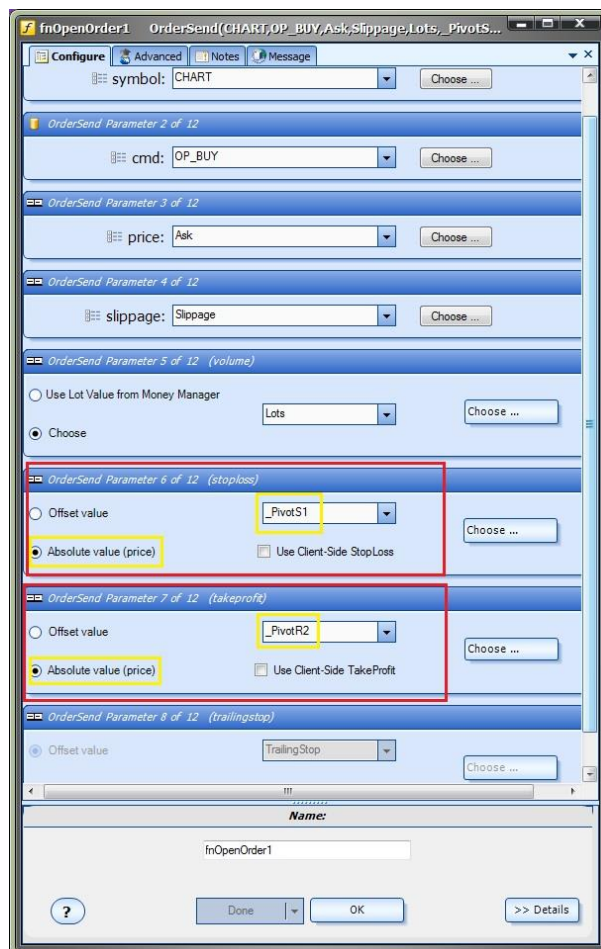 fnOpenOrder1 OrderSend(CHART,OP_BUY,Ask,Slippage,Lots,_PivotS...
Configure Advanced Notes Message
symbol: CHART Choose ...
OrderSend Parameter 2 of 12
cmd: OP_BUY Choose ...
OrderSend Parameter 3 of 12
price: Ask Choose ...
OrderSend Parameter 4 of 12
slippage: Slippage Choose ...
OrderSend Parameter 5 of 12 (volume)
Use Lot Value from Money Manager
Lots Choose ...
Choose
OrderSend Parameter 6 of 12 (stoploss)
Offset value _PivotS1
Choose ...
Absolute value (price) Use Client-Side StopLoss
OrderSend Parameter 7 of 12 (takeprofit)
Offset value _PivotR2
Choose ...
Absolute value (price) Use Client-Side TakeProfit
OrderSend Parameter 8 of 12 (trailingstop)
Offset value TrailingStop
Choose ...
Name:
fnOpenOrder1
? Done OK >> Details